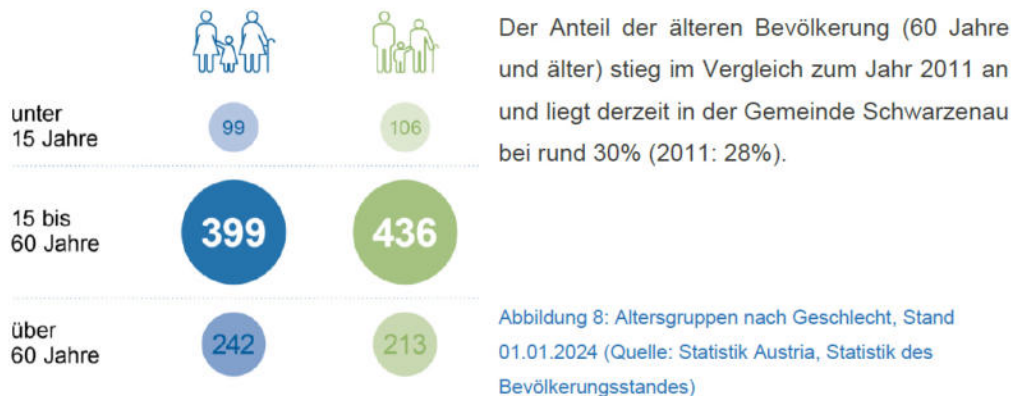 unter
15 Jahre
99
106
15 bis
60 Jahre
399
436
über
60 Jahre
242
213
Der Anteil der älteren Bevölkerung (60 Jahre
und älter) stieg im Vergleich zum Jahr 2011 an
und liegt derzeit in der Gemeinde Schwarzenau
bei rund 30% (2011: 28%).
Abbildung 8: Altersgruppen nach Geschlecht, Stand
01.01.2024 (Quelle: Statistik Austria, Statistik des
Bevölkerungsstandes)